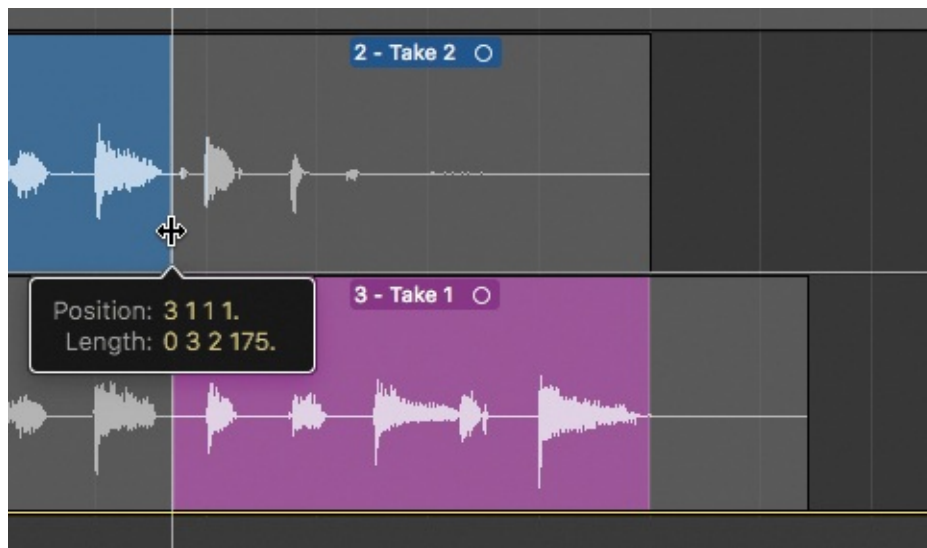 2 - Take 2
3 - Take 1
Position: 3 1 1 1.
Length: 0 3 2 175.